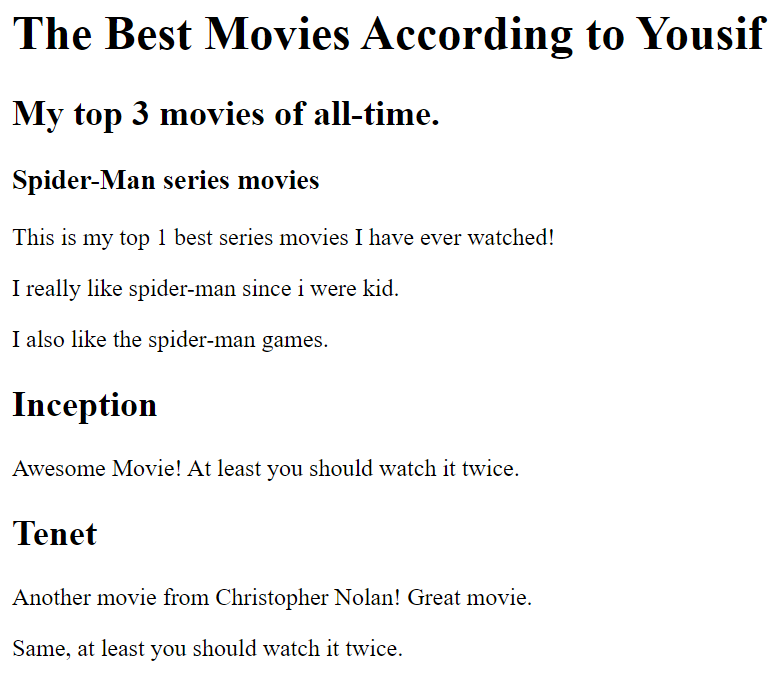 The Best Movies According to Yousif
My top 3 movies of all-time.
Spider-Man series movies
This is my top 1 best series movies I have ever watched!
I really like spider-man since i were kid.
I also like the spider-man games.
Inception
Awesome Movie! At least you should watch it twice.
Tenet
Another movie from Christopher Nolan! Great movie.
Same, at least you should watch it twice.